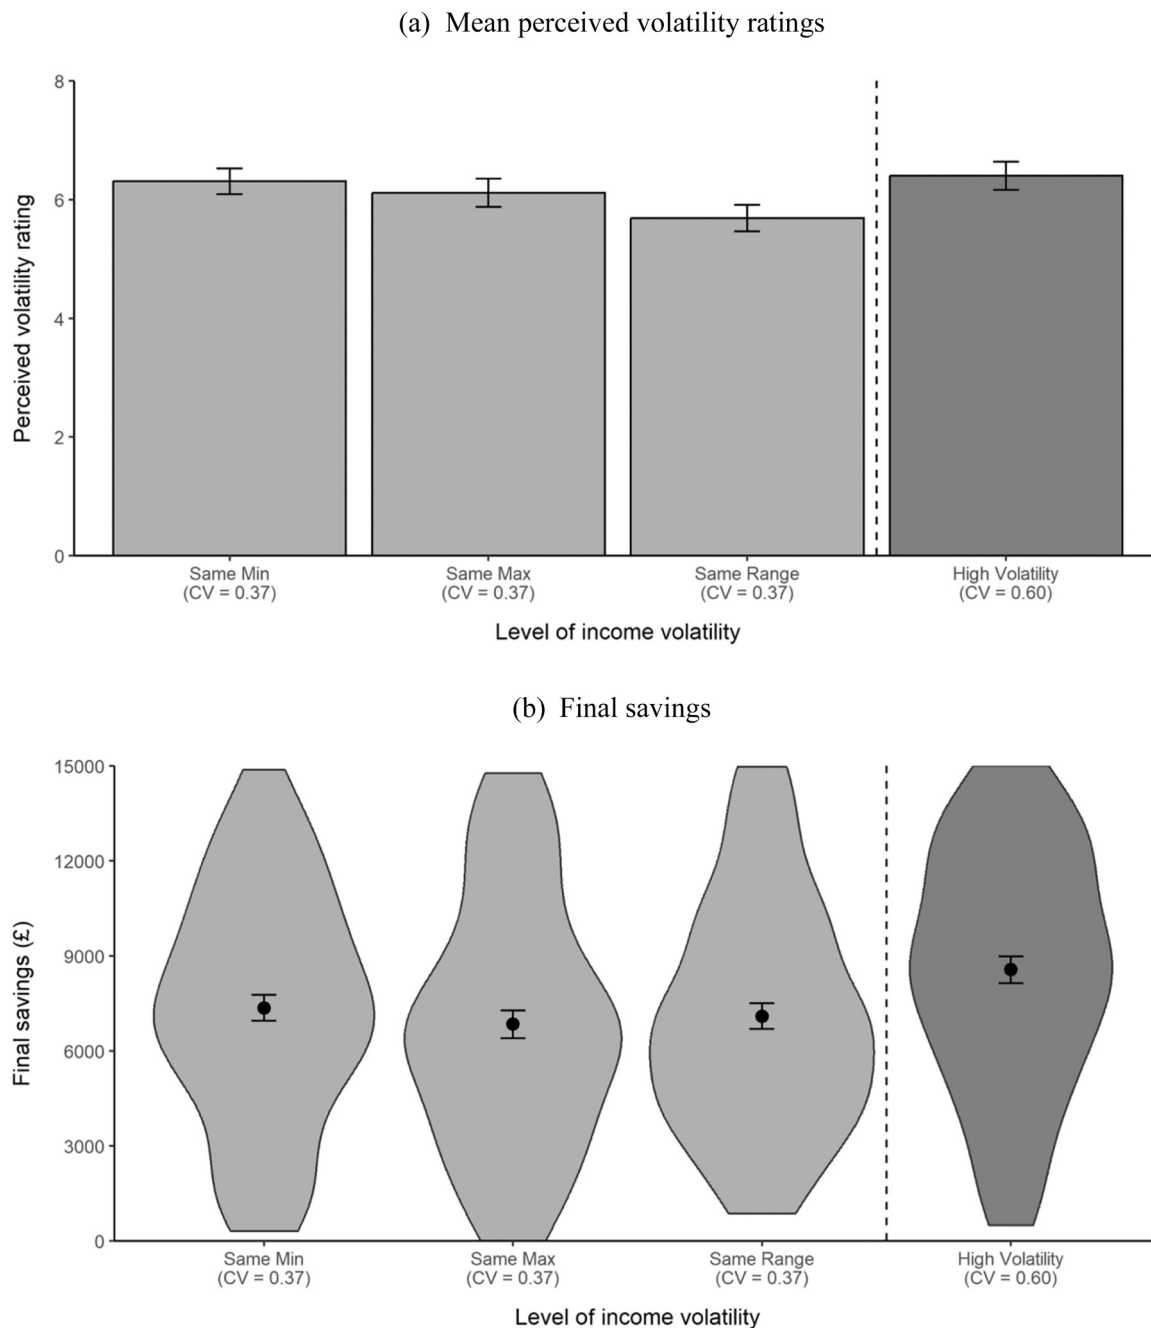 (a) Mean perceived volatility ratings
8
6
4
2
0
Perceived volatility rating
Same Min
(CV = 0.37)
Same Max
(CV = 0.37)
Same Range
(CV = 0.37)
High Volatility
(CV = 0.60)
Level of income volatility
(b) Final savings
15000
12000
9000
6000
3000
0
Final savings (£)
Same Min
(CV = 0.37)
Same Max
(CV = 0.37)
Same Range
(CV = 0.37)
High Volatility
(CV = 0.60)
Level of income volatility